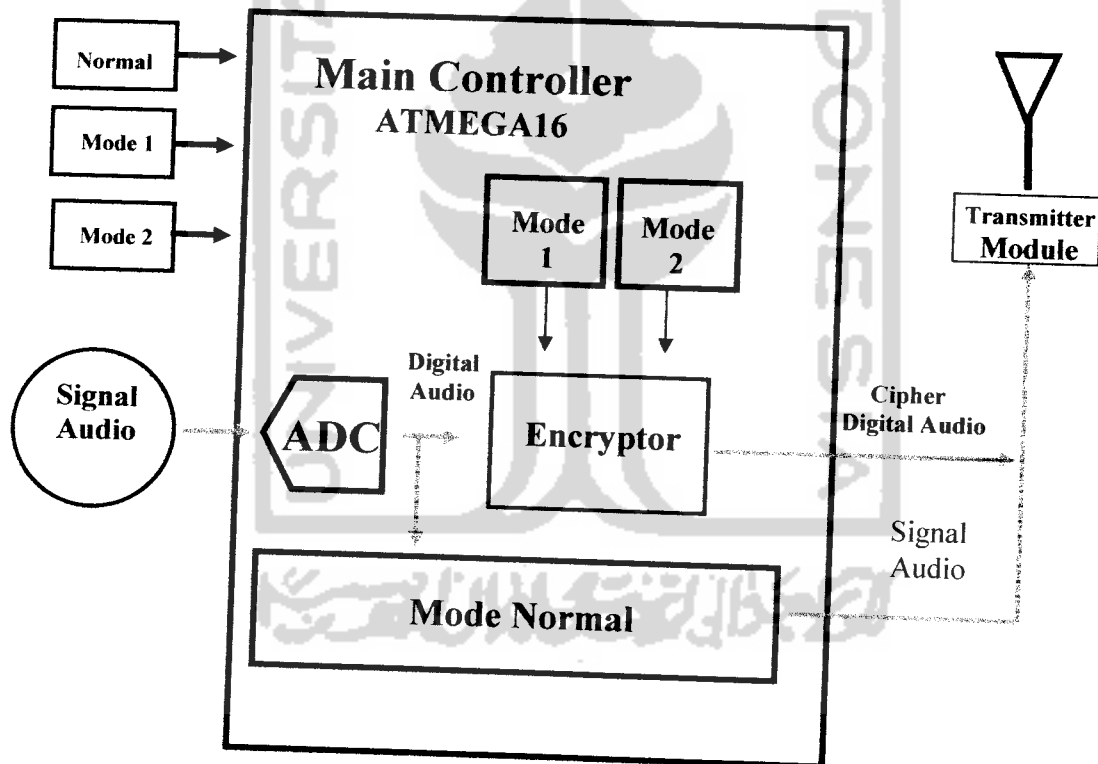 Normal
Mode 1
Mode 2
Main Controller
ATMEGA16
Mode
1
Mode
2
Transmitter
Module
Signal
Audio
ADC
Digital
Audio
Encryptor
Cipher
Digital Audio
Signal
Audio
Mode Normal